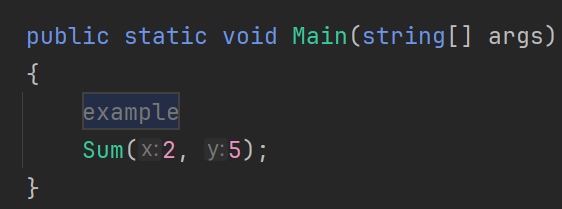 public static void Main(string[] args)
{
example
Sum(x:2, y:5);
}